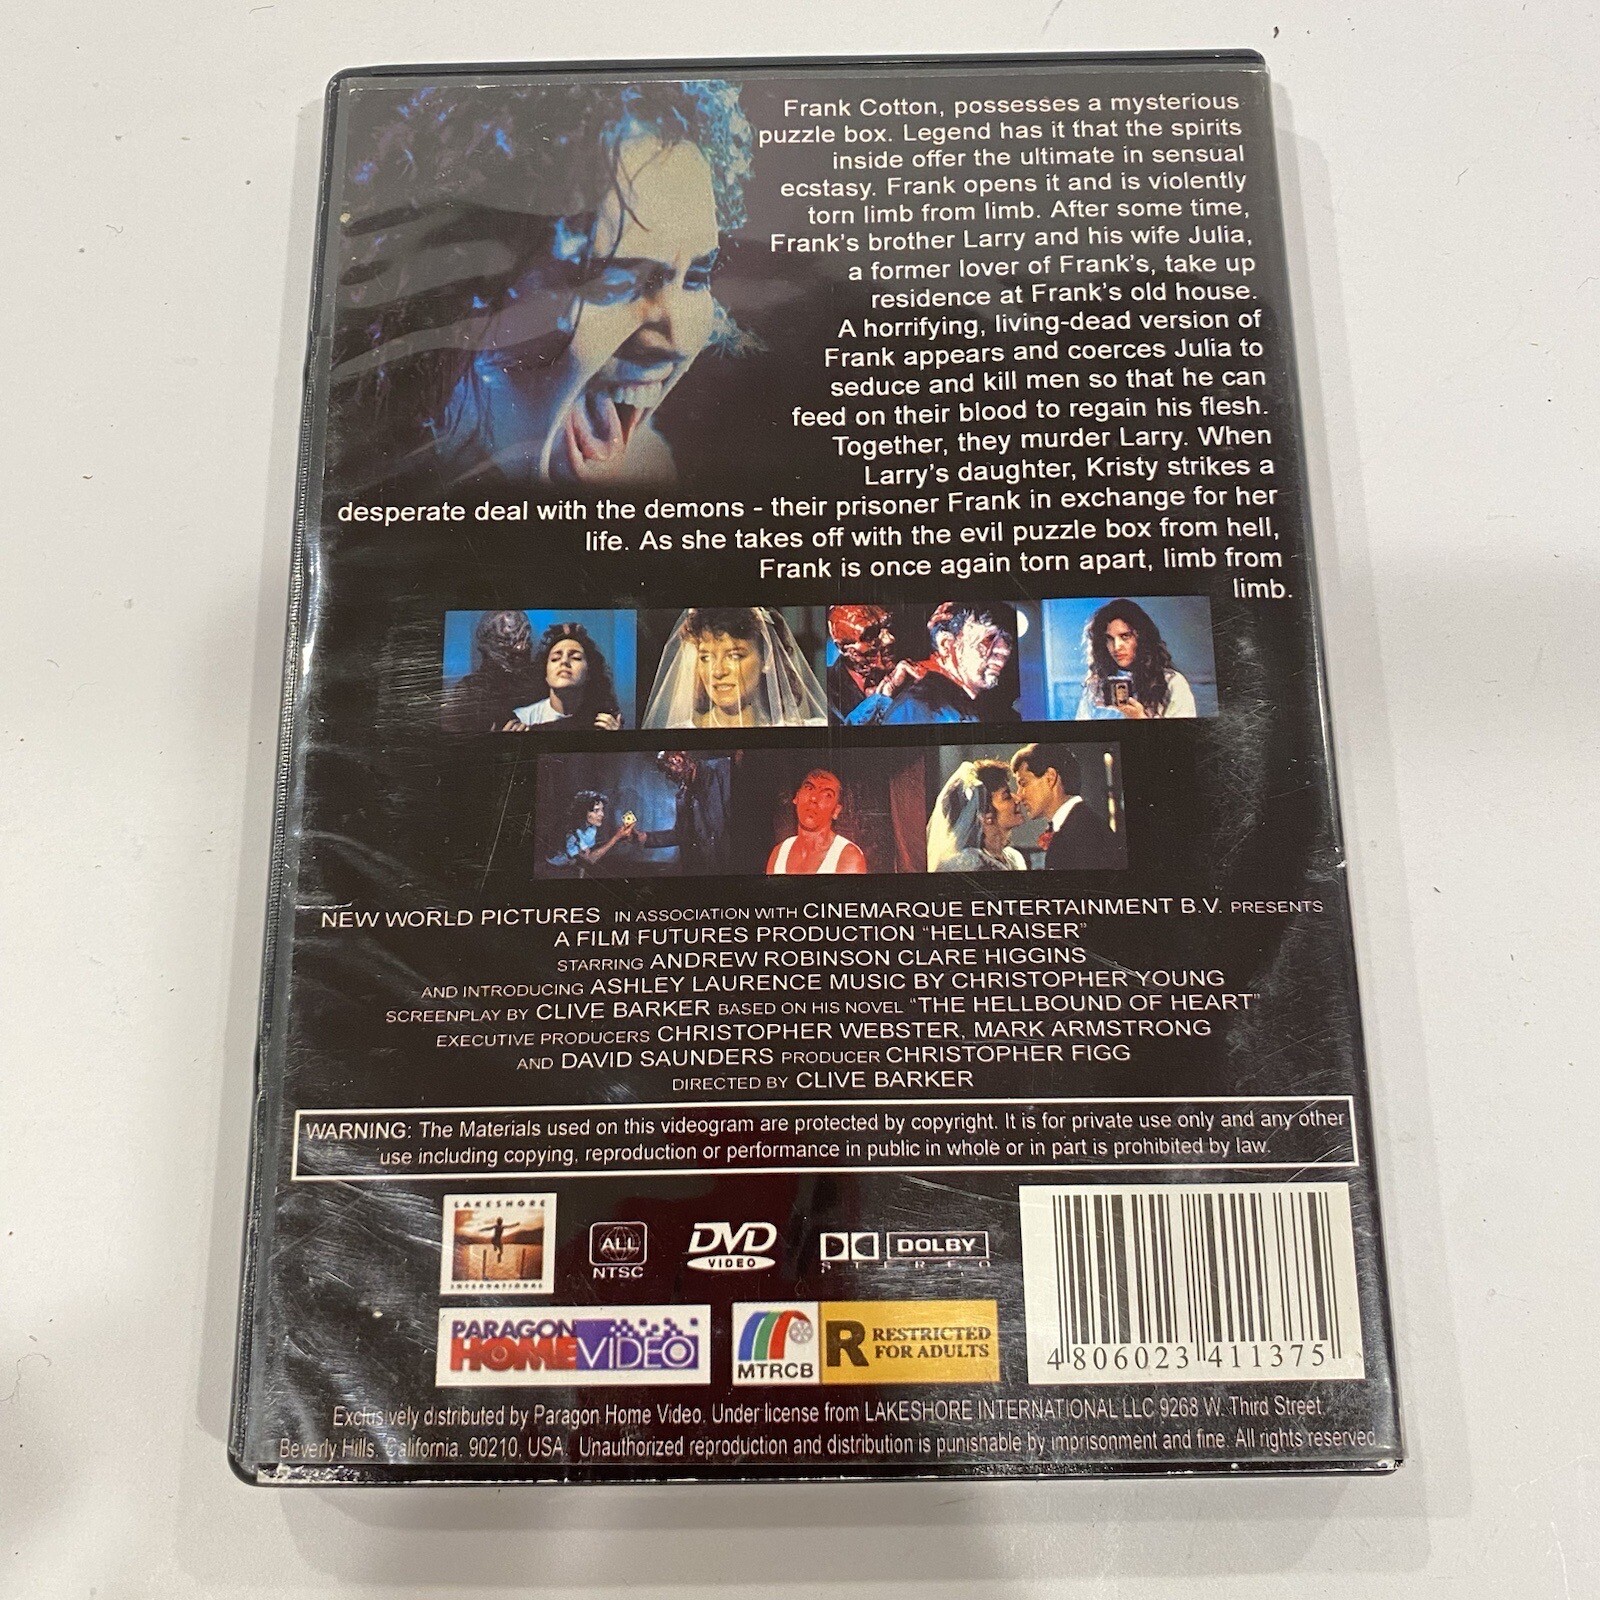 Frank Cotton, possesses a mysterious
puzzle box. Legend has it that the spirits
inside offer the ultimate in sensual
ecstasy. Frank opens it and is violently
torn limb from limb. After some time,
Frank's brother Larry and his wife Julia,
a former lover of Frank's, take up
residence at Frank's old house.
A horrifying, living-dead version of
Frank appears and coerces Julia to
seduce and kill men so that he can
feed on their blood to regain his flesh.
Together, they murder Larry. When
Larry's daughter, Kristy strikes a
desperate deal with the demons - their prisoner Frank in exchange for her
life. As she takes off with the evil puzzle box from hell,
Frank is once again torn apart, limb from
limb.
NEW WORLD PICTURES IN ASSOCIATION WITH CINEMARQUE ENTERTAINMENT B.V. PRESENTS
A FILM FUTURES PRODUCTION "HELLRAISER"
STARRING ANDREW ROBINSON CLARE HIGGINS
AND INTRODUCING ASHLEY LAURENCE MUSIC BY CHRISTOPHER YOUNG
SCREENPLAY BY CLIVE BARKER BASED ON HIS NOVEL "THE HELLBOUND OF HEART"
EXECUTIVE PRODUCERS CHRISTOPHER WEBSTER, MARK ARMSTRONG
AND DAVID SAUNDERS PRODUCER CHRISTOPHER FIGG
DIRECTED BY CLIVE BARKER
WARNING: The Materials used on this videogram are protected by copyright. It is for private use only and any other
use including copying, reproduction or performance in public in whole or in part is prohibited by law.
LAKESHORE
INTERNATIONAL
ALL
NTSC
DVD
VIDEO
DOLBY
STEREO
PARAGON
HOME VIDEO
MTRCB
R RESTRICTED
FOR ADULTS
4 806023 411375
Exclusively distributed by Paragon Home Video. Under license from LAKESHORE INTERNATIONAL LLC 9268 W. Third Street.
Beverly Hills. California. 90210, USA. Unauthorized reproduction and distribution is punishable by imprisonment and fine. All rights reserved.